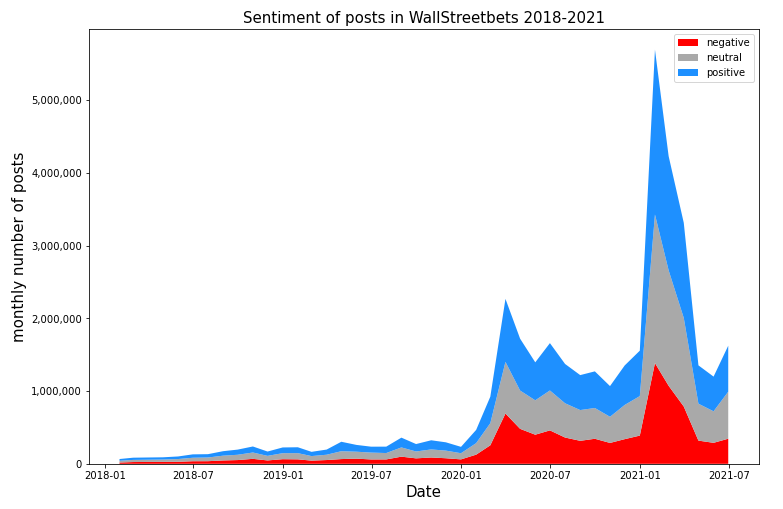 Sentiment of posts in WallStreetbets 2018-2021
negative
neutral
positive
5,000,000
4,000,000
3,000,000
2,000,000
1,000,000
0
monthly number of posts
2018-01 2018-07 2019-01 2019-07 2020-01 2020-07 2021-01 2021-07
Date